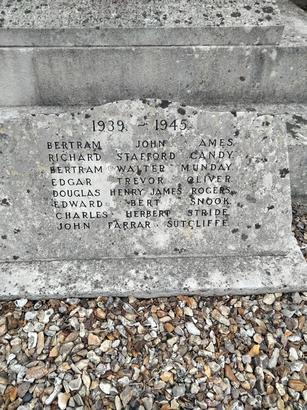 1939. – 1945.
BERTRAM JOHN AMES
RICHARD STAFFORD CANDY
BERTRAM WALTER MUNDAY
EDGAR TREVOR OLIVER
DOUGLAS HENRY JAMES ROGERS
EDWARD BERT SNOOK
CHARLES HERBERT STRIDE
JOHN FARRAR SUTCLIFFE